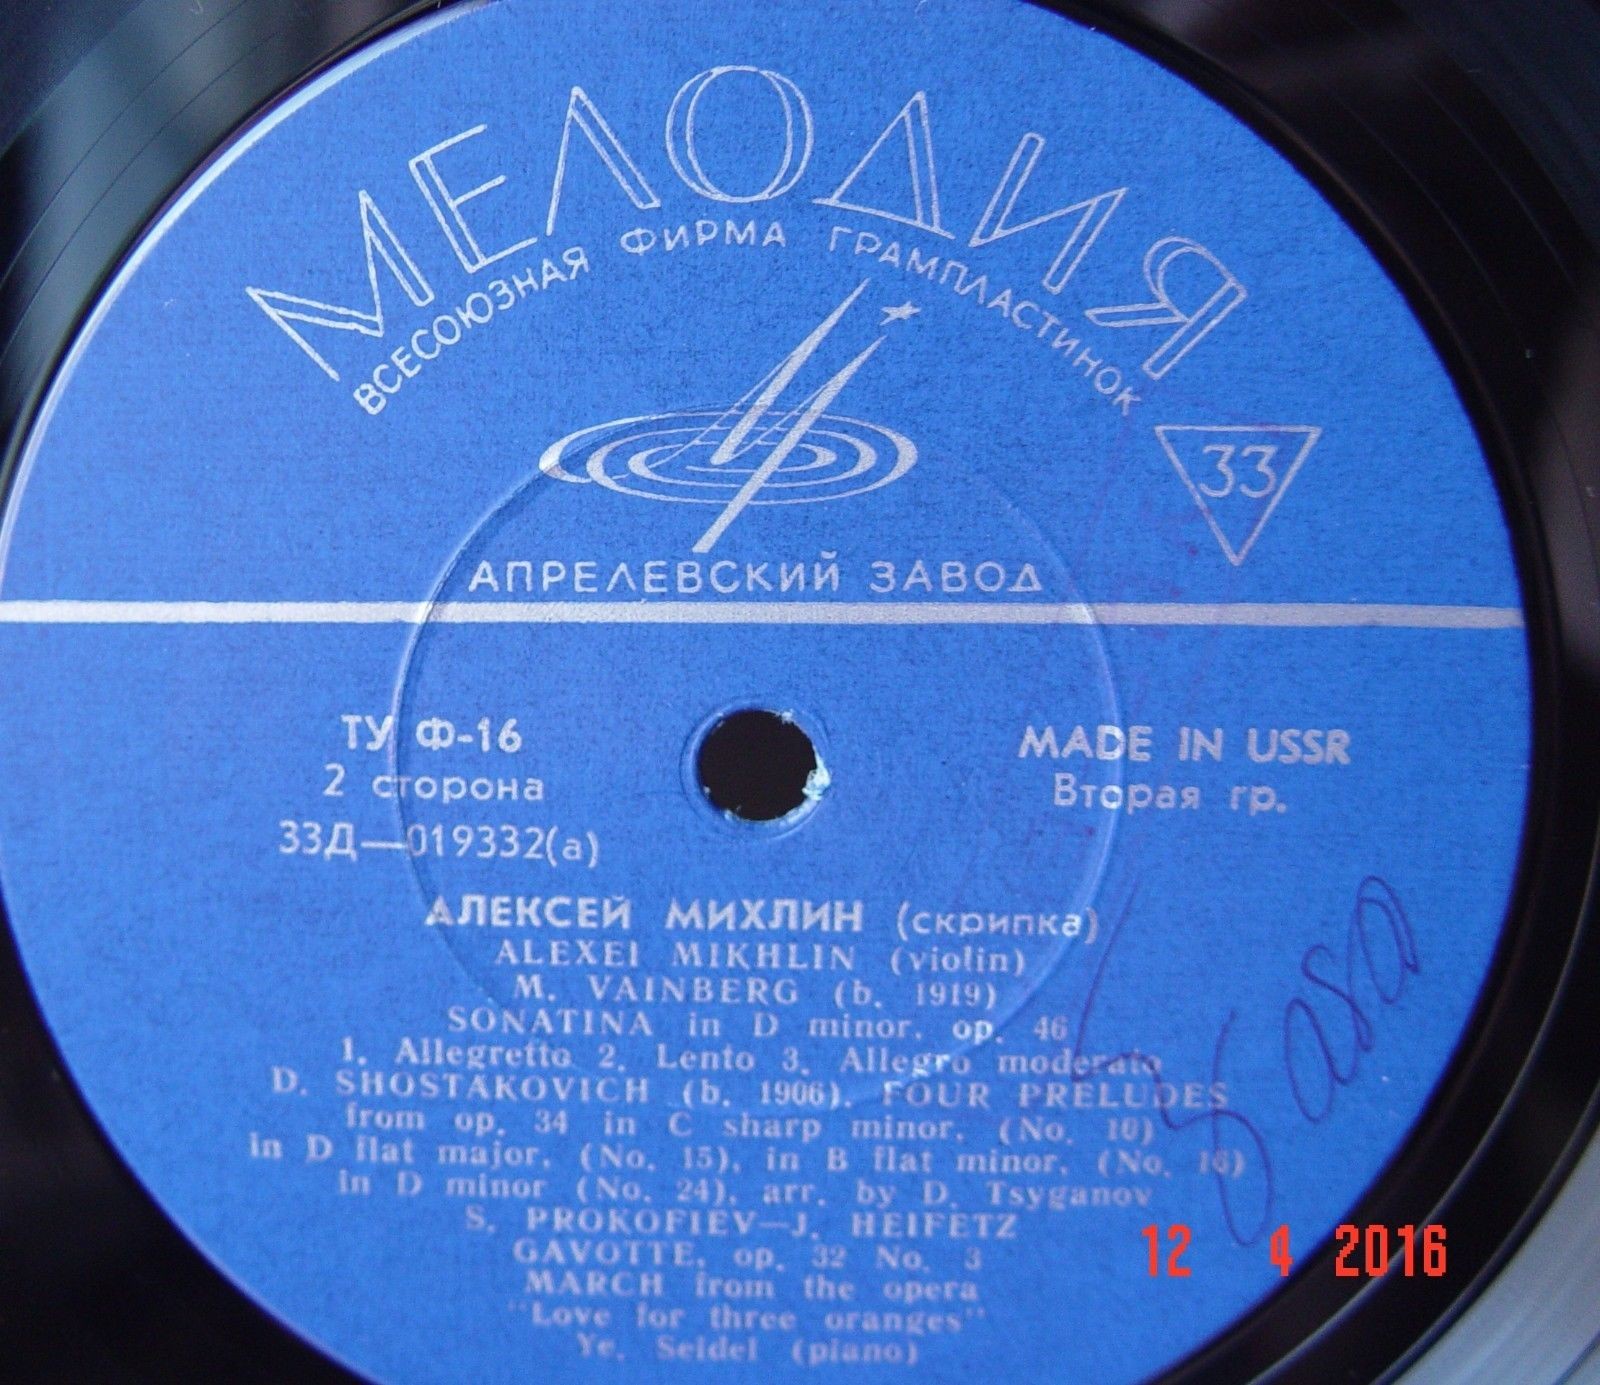 МЕЛОДИЯ
ВСЕСОЮЗНАЯ ФИРМА ГРАМПЛАСТИНОК
33
АПРЕЛЕВСКИЙ ЗАВОД
ТУ Ф-16
2 сторона
33Д—019332(а)
MADE IN USSR
Вторая гр.
АЛЕКСЕЙ МИХЛИН (скрипка)
ALEXEI MIKHLIN (violin)
M. VAINBERG (b. 1919)
SONATINA in D minor, op. 46
1. Allegretto 2. Lento 3. Allegro moderato
D. SHOSTAKOVICH (b. 1906). FOUR PRELUDES
from op. 34 in C sharp minor, (No. 10)
in D flat major, (No. 15), in B flat minor, (No. 16)
in D minor (No. 24), arr. by D. Tsyganov
S. PROKOFIEV—J. HEIFETZ
GAVOTTE, op. 32 No. 3
MARCH from the opera
"Love for three oranges"
Ye. Seidel (piano)
12 4 2016